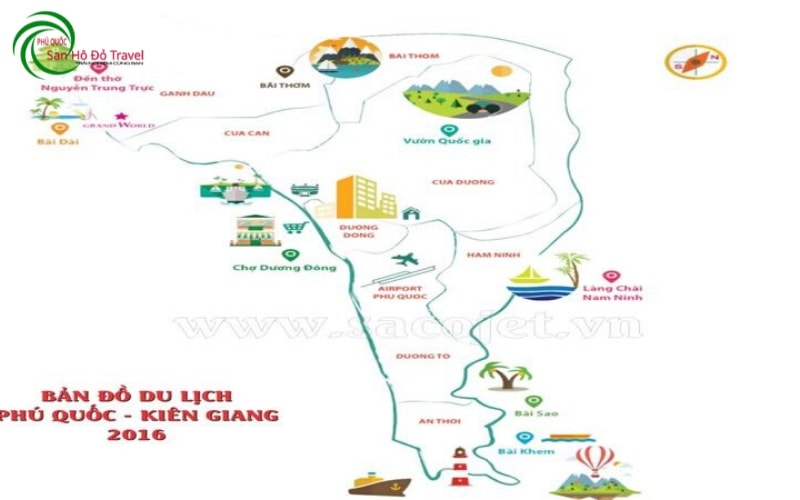 PHÚ QUỐC
San Hô Đỏ Travel
Đền thờ
Nguyễn Trung Trực
GANH DAU
BÃI THƠM
BAI THOM
S N
GRAND WORLD
Bãi Dài
CUA CAN
Vườn Quốc gia
CUA DUONG
DUONG
DONG
HAM NINH
Chợ Dương Đông
AIRPORT
PHU QUOC
Làng Chài
Nam Ninh
www.sacojet.vn
DUONG TO
BẢN ĐỒ DU LỊCH
PHÚ QUỐC - KIÊN GIANG
2016
Bãi Sao
AN THOI
Bãi Khem